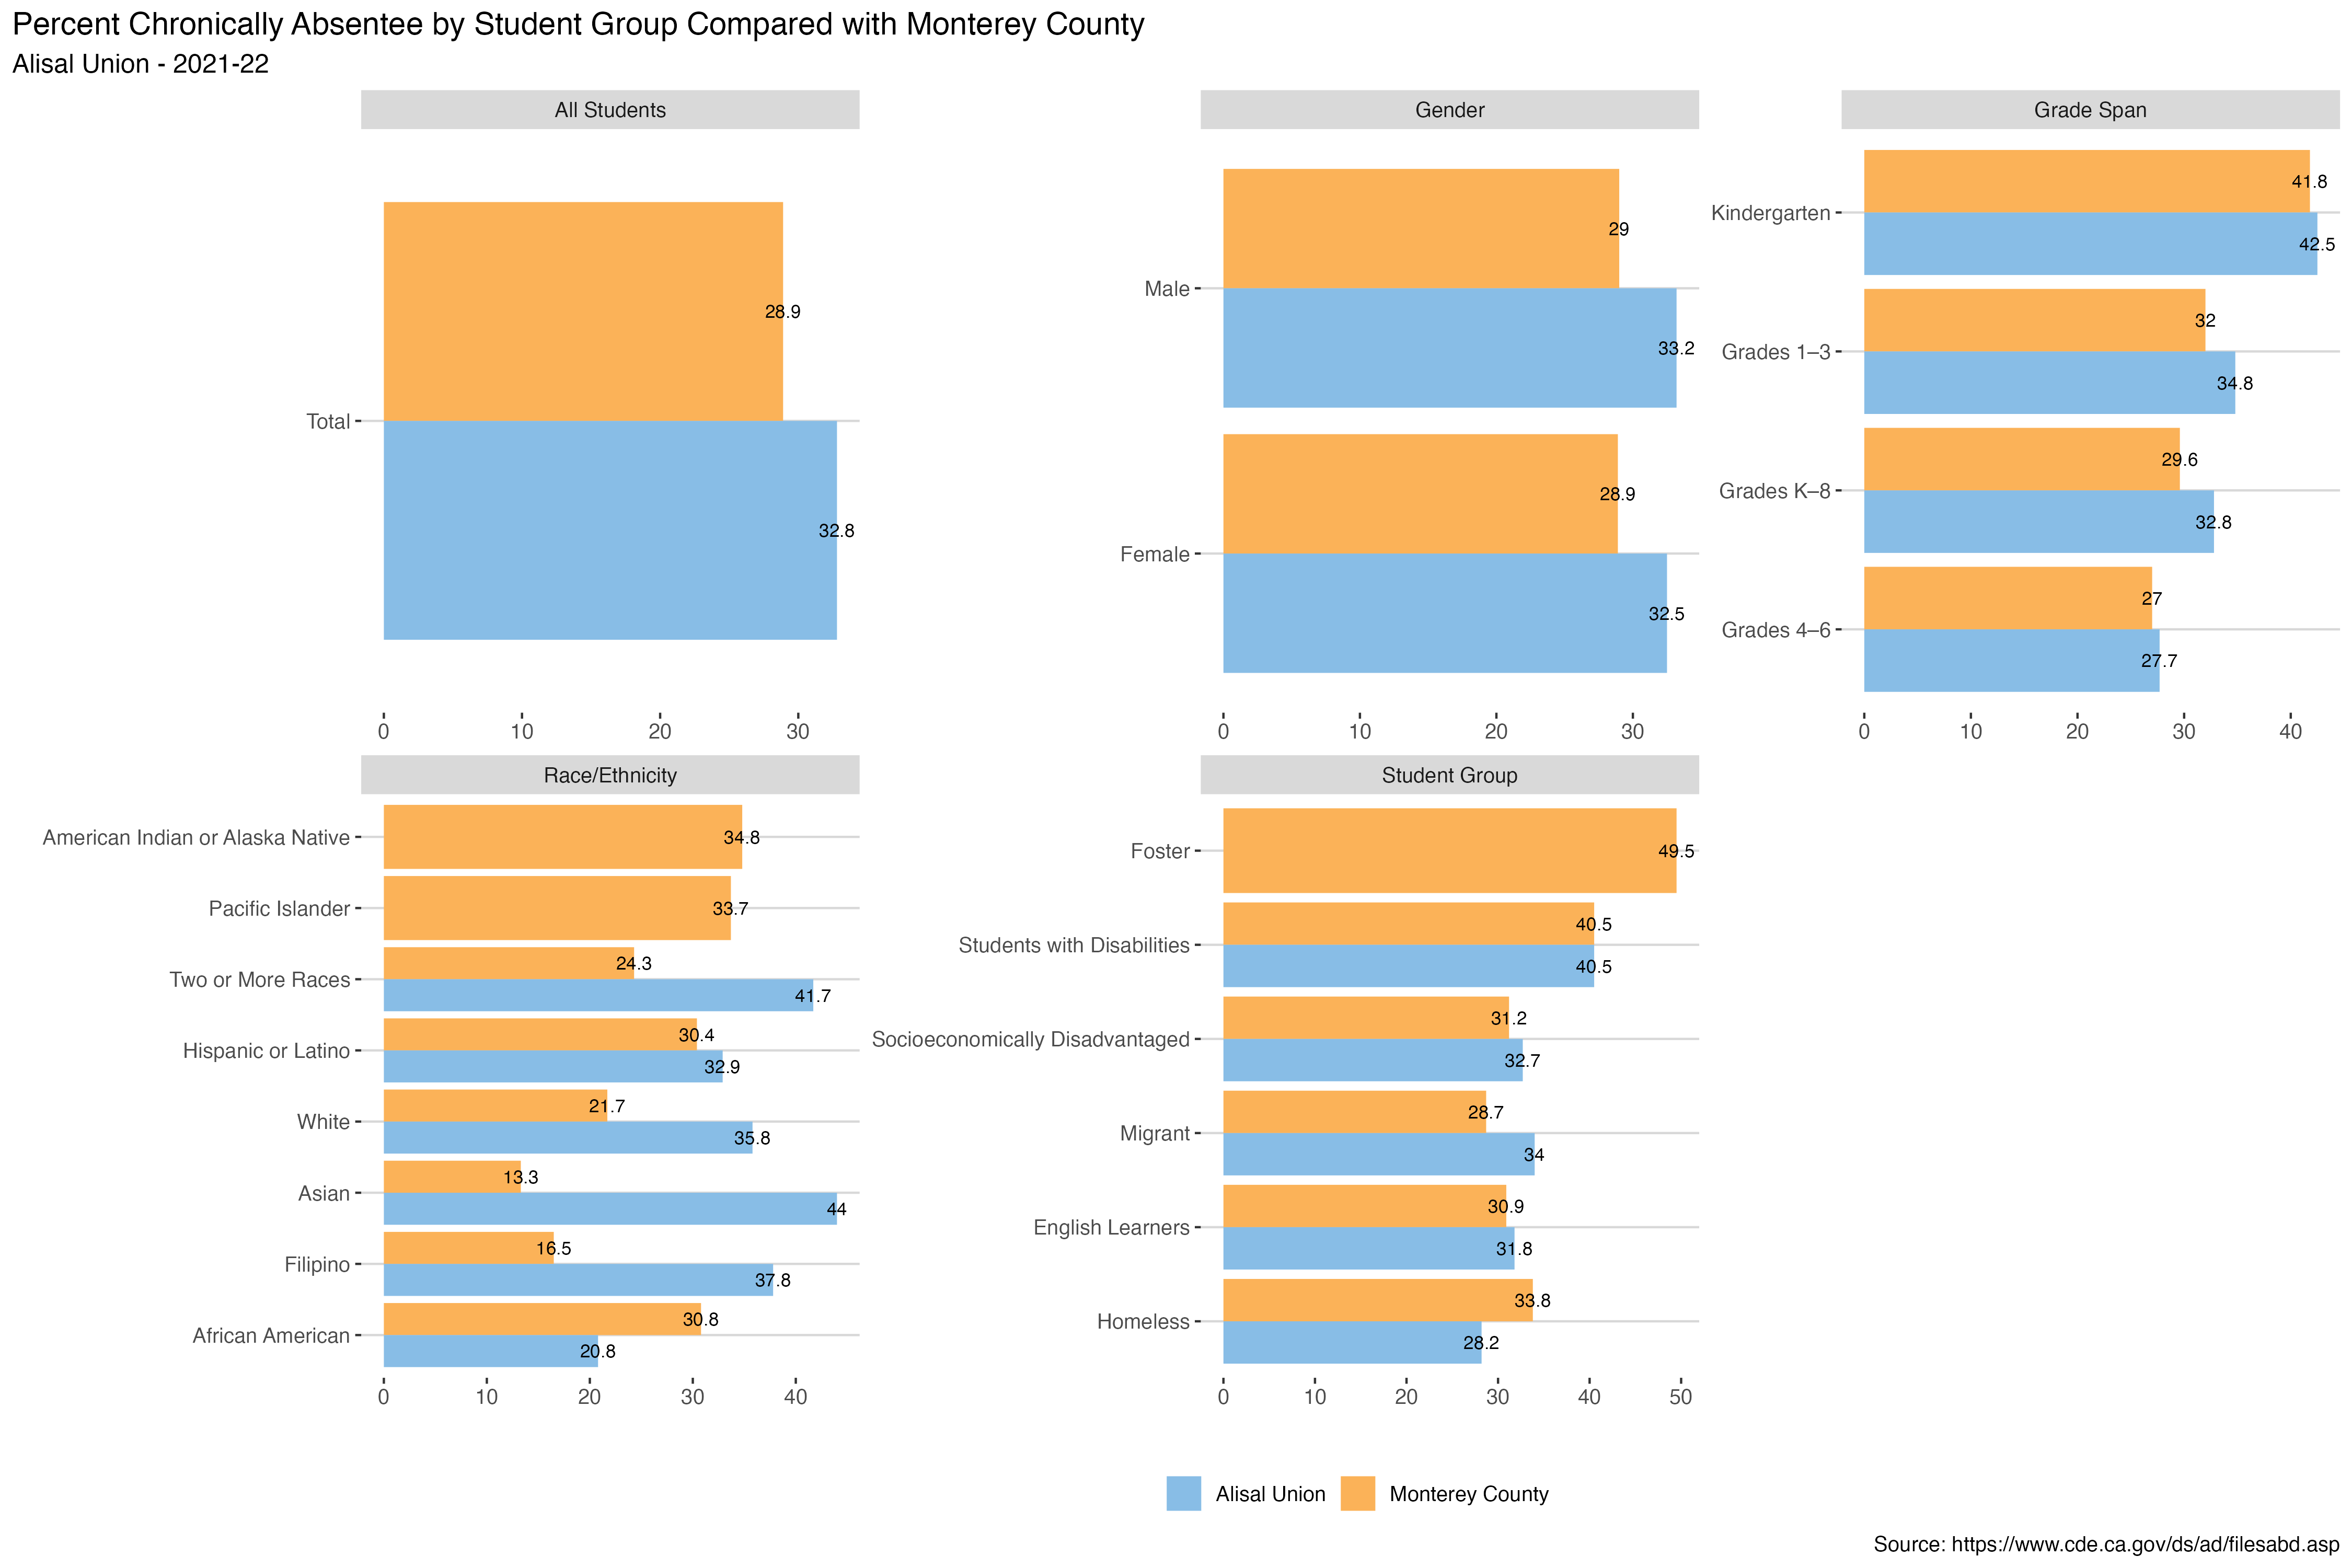 Percent Chronically Absentee by Student Group Compared with Monterey County
Alisal Union - 2021-22
All Students
Total
28.9
32.8
0 10 20 30
Gender
Male
29
33.2
Female
28.9
32.5
0 10 20 30
Grade Span
Kindergarten
41.8
42.5
Grades 1–3
32
34.8
Grades K–8
29.6
32.8
Grades 4–6
27
27.7
0 10 20 30 40
Race/Ethnicity
American Indian or Alaska Native
34.8
Pacific Islander
33.7
Two or More Races
24.3
41.7
Hispanic or Latino
30.4
32.9
White
21.7
35.8
Asian
13.3
44
Filipino
16.5
37.8
African American
30.8
20.8
0 10 20 30 40
Student Group
Foster
49.5
Students with Disabilities
40.5
40.5
Socioeconomically Disadvantaged
31.2
32.7
Migrant
28.7
34
English Learners
30.9
31.8
Homeless
33.8
28.2
0 10 20 30 40 50
Alisal Union Monterey County
Source: https://www.cde.ca.gov/ds/ad/filesabd.asp